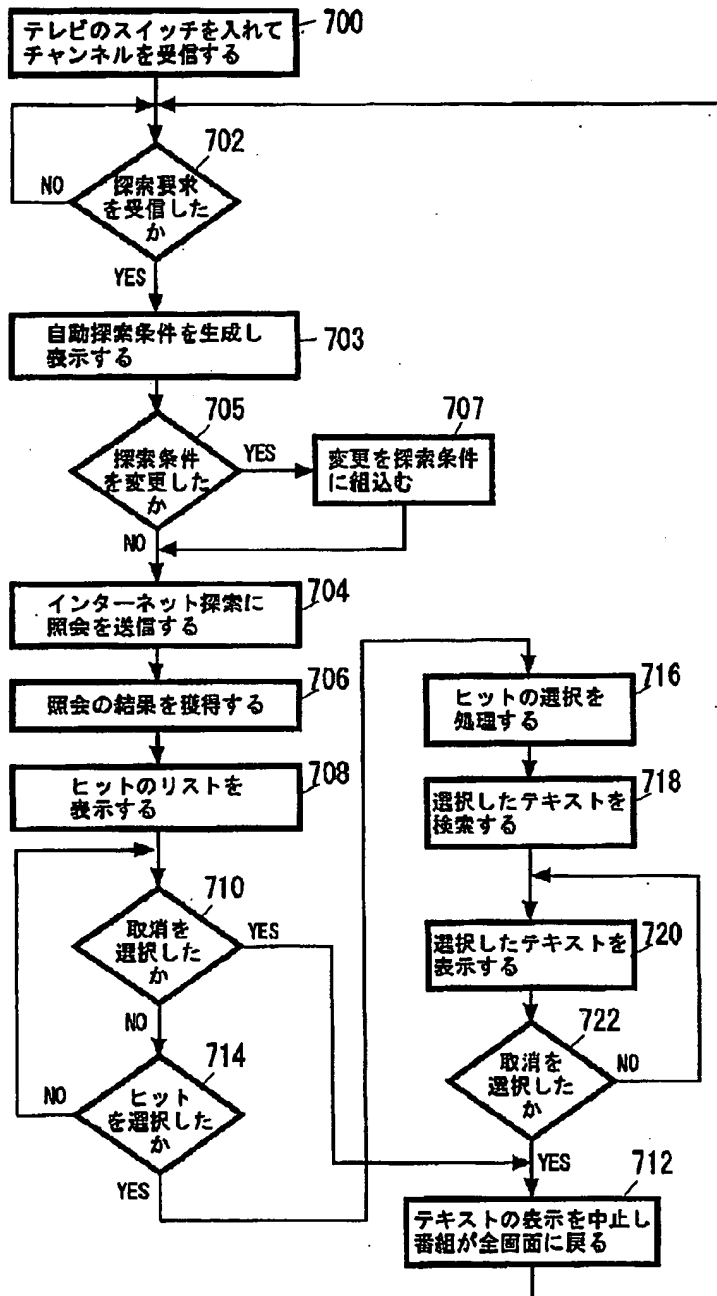 テレビのスイッチを入れて
チャンネルを受信する
700
702
探索要求
を受信した
か
NO
YES
自助探索条件を生成し
表示する
703
705
探索条件
を変更した
か
YES
NO
707
変更を探索条件
に組込む
インターネット探索に
照会を送信する
704
照会の結果を獲得する
706
ヒットのリストを
表示する
708
710
取消を
選択した
か
YES
NO
714
ヒット
を選択した
か
NO
YES
ヒットの選択を
処理する
716
選択したテキストを
検索する
718
選択したテキストを
表示する
720
722
取消を
選択した
か
NO
YES
712
テキストの表示を中止し
番組が全画面に戻る